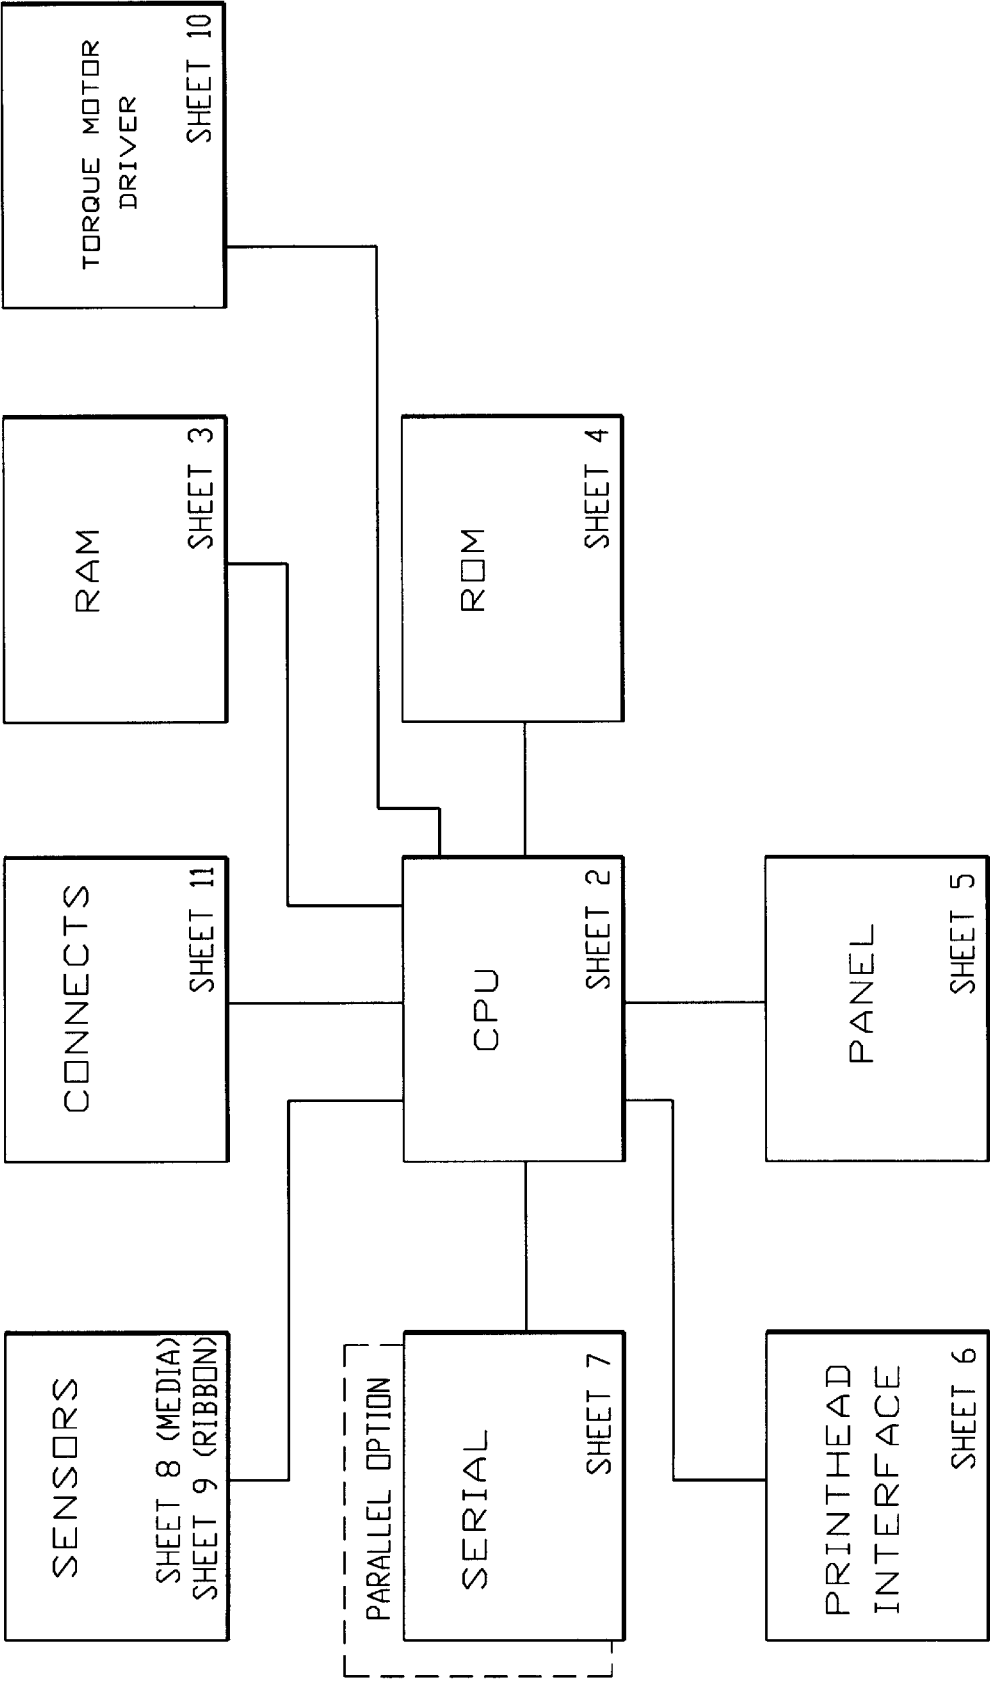 SENSORS
SHEET 8 (MEDIA)
SHEET 9 (RIBBON)
CONNECTS
SHEET 11
RAM
SHEET 3
TORQUE MOTOR
DRIVER
SHEET 10
PARALLEL OPTION
SERIAL
SHEET 7
CPU
SHEET 2
ROM
SHEET 4
PRINTHEAD
INTERFACE
SHEET 6
PANEL
SHEET 5